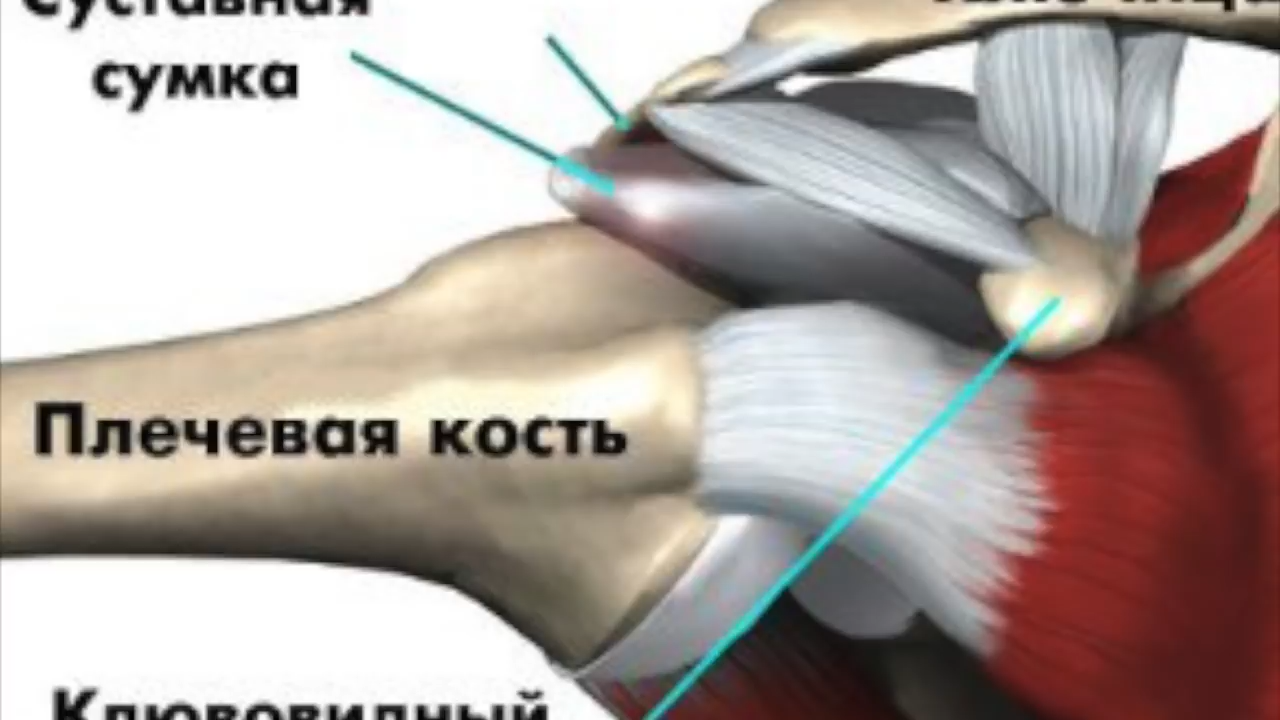 Суставная
сумка
Плечевая кость
Клювовидный